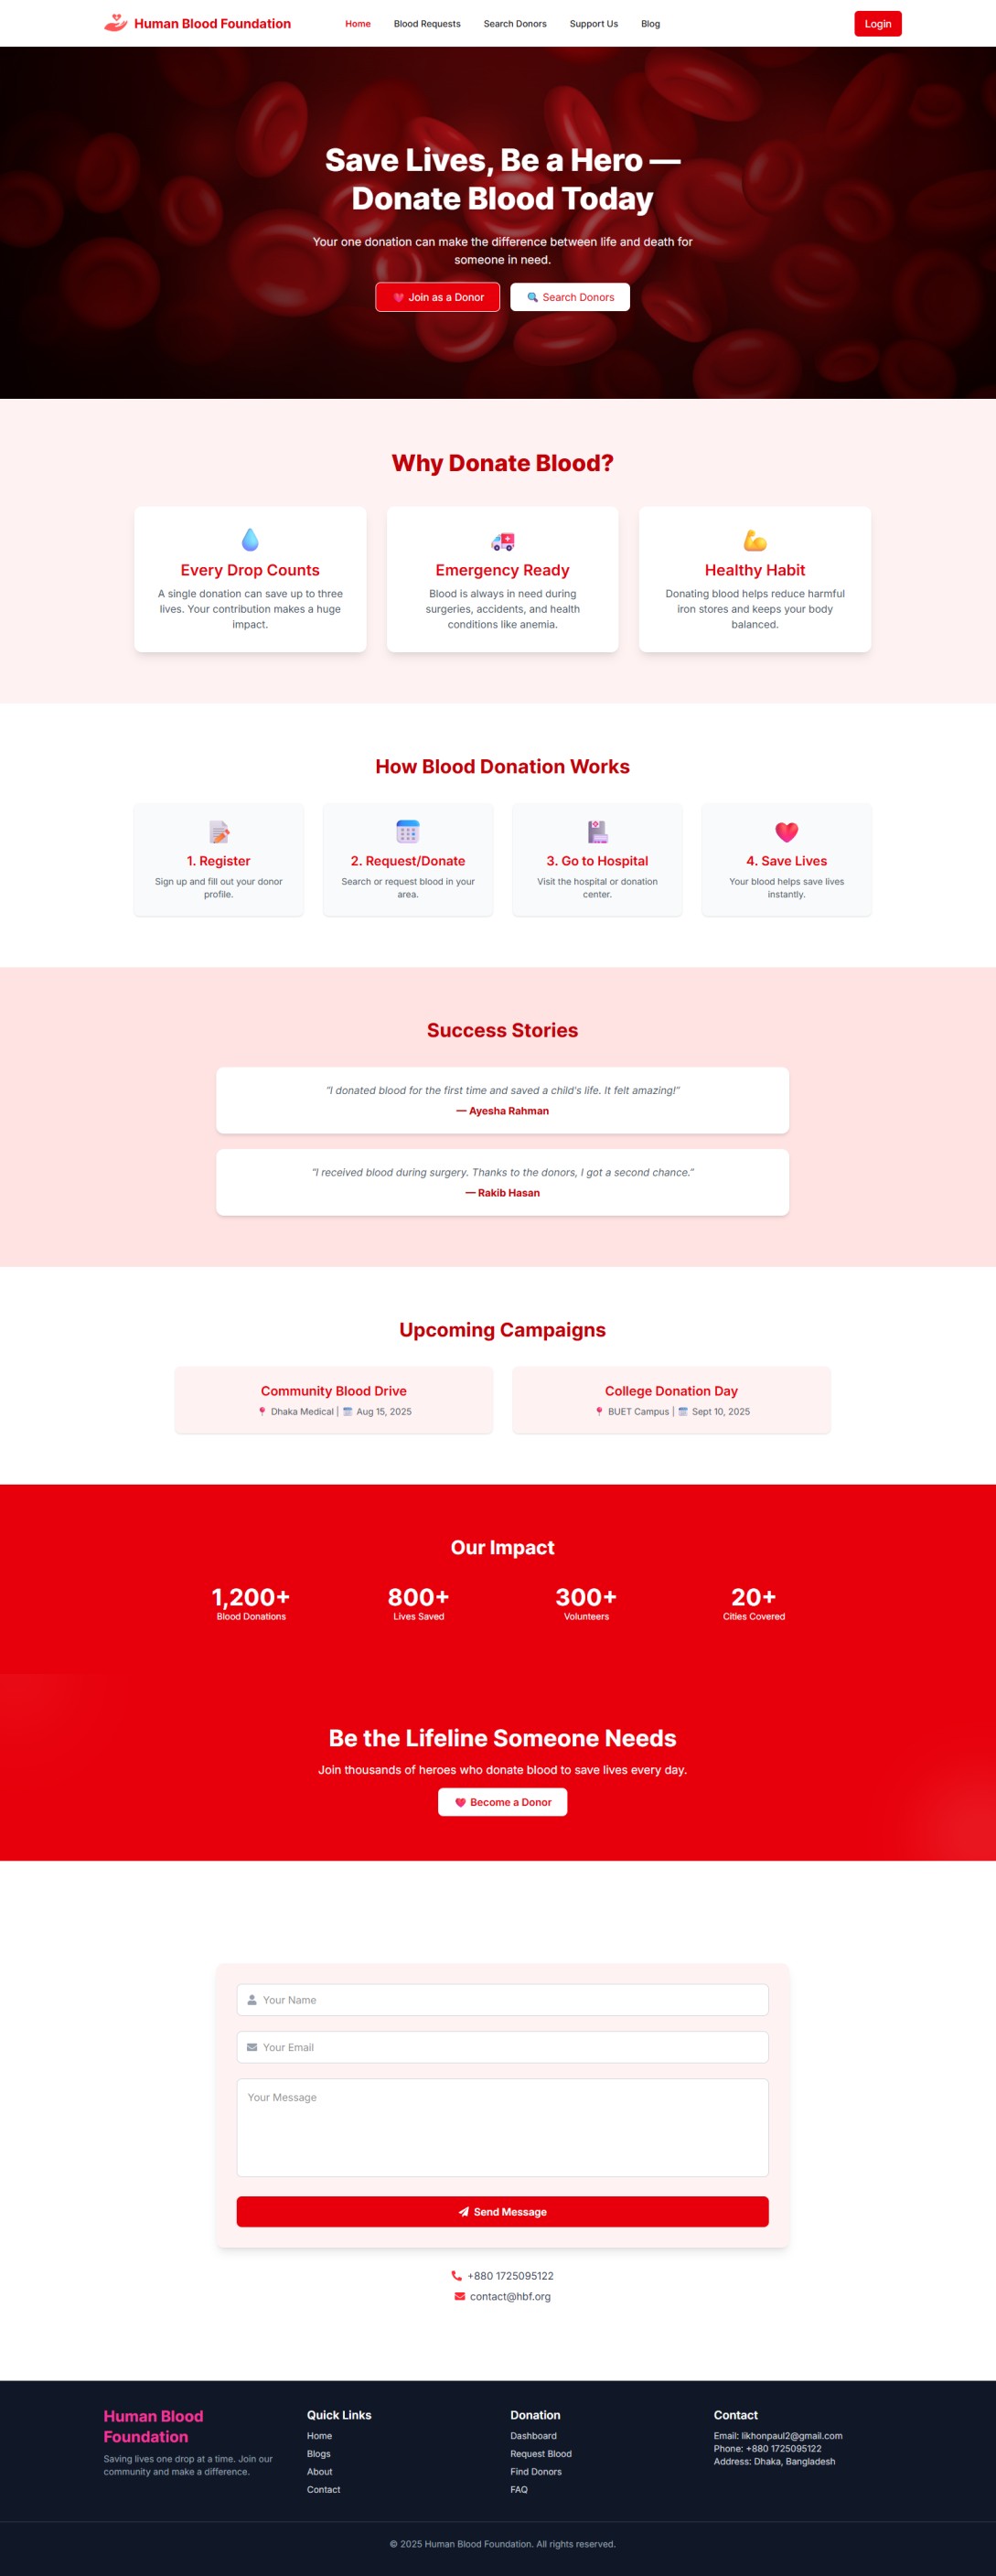 Human Blood Foundation
Home
Blood Requests
Search Donors
Support Us
Blog
Login
Save Lives, Be a Hero —
Donate Blood Today
Your one donation can make the difference between life and death for
someone in need.
Join as a Donor
Search Donors
Why Donate Blood?
Every Drop Counts
A single donation can save up to three
lives. Your contribution makes a huge
impact.
Emergency Ready
Blood is always in need during
surgeries, accidents, and health
conditions like anemia.
Healthy Habit
Donating blood helps reduce harmful
iron stores and keeps your body
balanced.
How Blood Donation Works
1. Register
Sign up and fill out your donor
profile.
2. Request/Donate
Search or request blood in your
area.
3. Go to Hospital
Visit the hospital or donation
center.
4. Save Lives
Your blood helps save lives
instantly.
Success Stories
“I donated blood for the first time and saved a child's life. It felt amazing!”
— Ayesha Rahman
“I received blood during surgery. Thanks to the donors, I got a second chance.”
— Rakib Hasan
Upcoming Campaigns
Community Blood Drive
📍 Dhaka Medical | 🗓️ Aug 15, 2025
College Donation Day
📍 BUET Campus | 🗓️ Sept 10, 2025
Our Impact
1,200+
Blood Donations
800+
Lives Saved
300+
Volunteers
20+
Cities Covered
Be the Lifeline Someone Needs
Join thousands of heroes who donate blood to save lives every day.
Become a Donor
Your Name
Your Email
Your Message
Send Message
+880 1725095122
contact@hbf.org
Human Blood
Foundation
Saving lives one drop at a time. Join our
community and make a difference.
Quick Links
Home
Blogs
About
Contact
Donation
Dashboard
Request Blood
Find Donors
FAQ
Contact
Email: likhonpaul2@gmail.com
Phone: +880 1725095122
Address: Dhaka, Bangladesh
© 2025 Human Blood Foundation. All rights reserved.